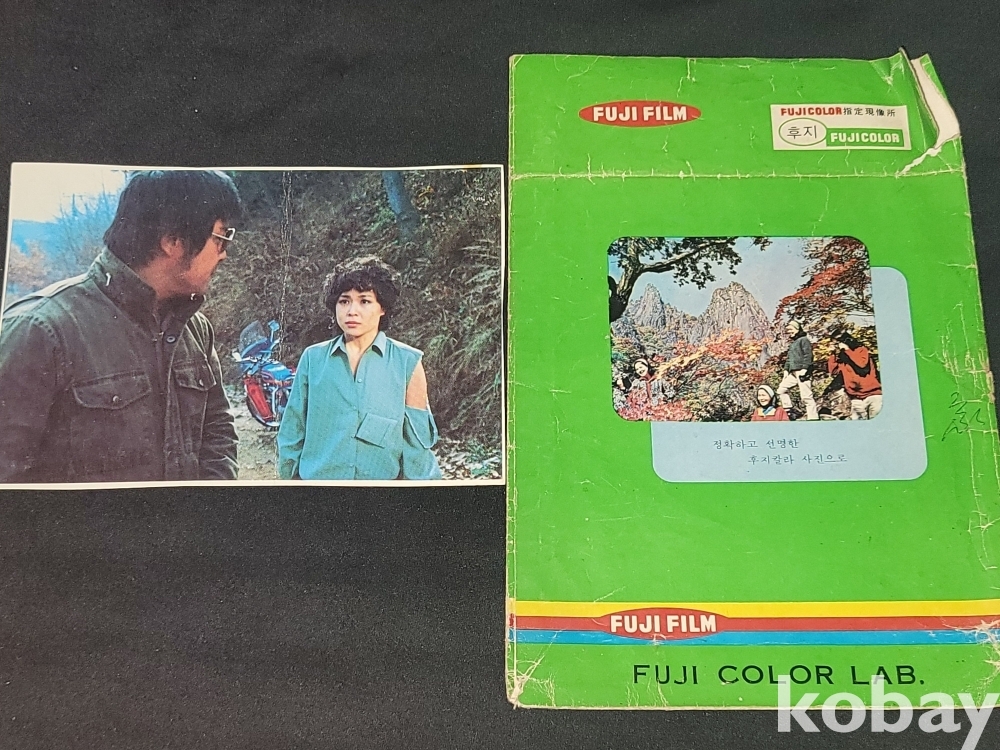 FUJI FILM
FUJICOLOR 指定現像所
후지 FUJICOLOR
정확하고 선명한
후지칼라 사진으로
FUJI FILM
FUJI COLOR LAB.
kobay